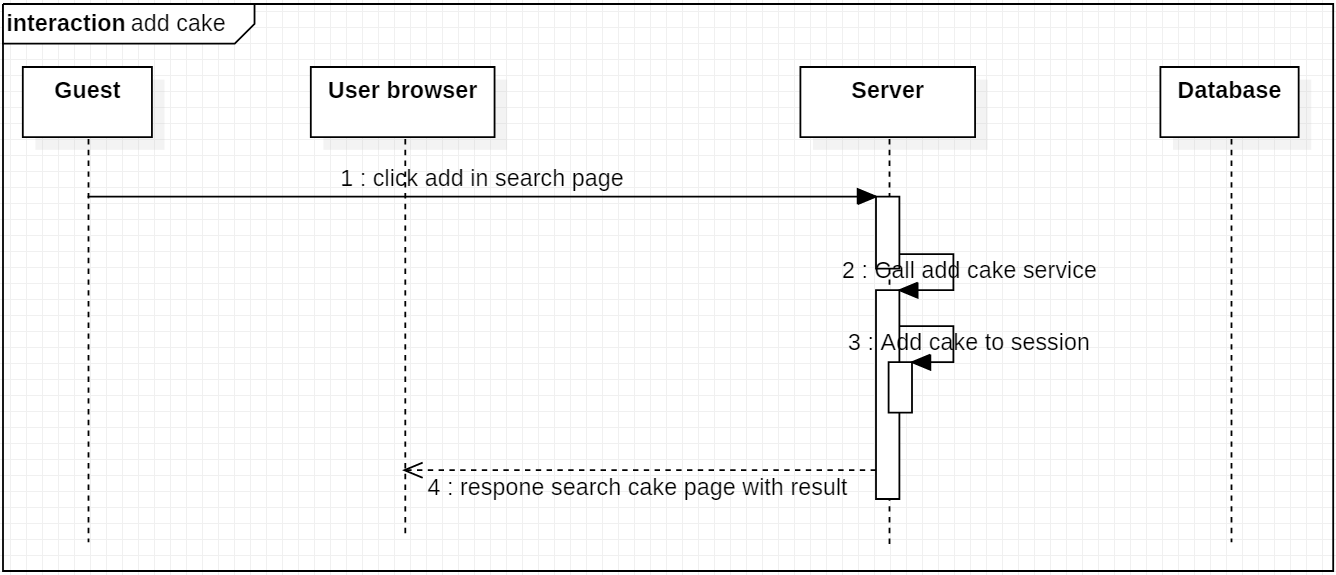 interaction add cake
Guest
User browser
Server
Database
1 : click add in search page
2 : Call add cake service
3 : Add cake to session
4 : respone search cake page with result